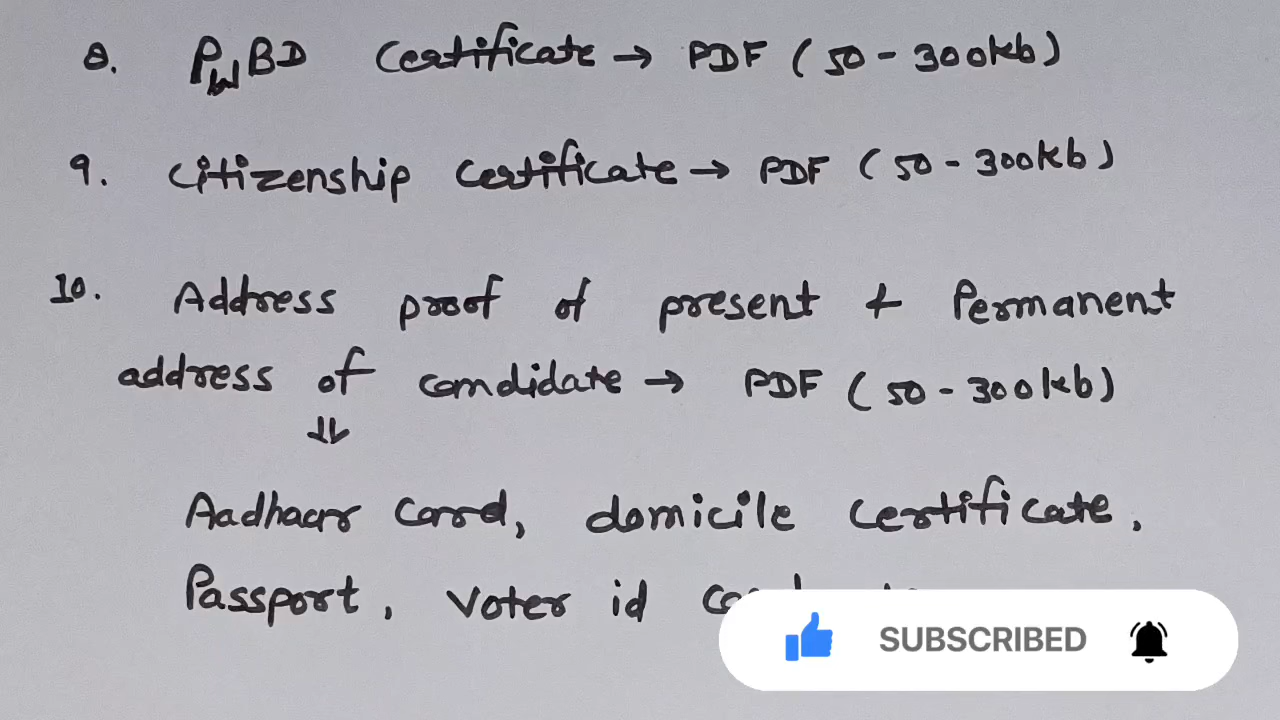 8. PwBD Certificate → PDF (50 - 300kb)
9. Citizenship Certificate → PDF (50 - 300kb)
10. Address proof of present + Permanent
address of candidate → PDF (50 - 300kb)
⇓
Aadhaar Card, domicile certificate,
Passport, Voter id
SUBSCRIBED